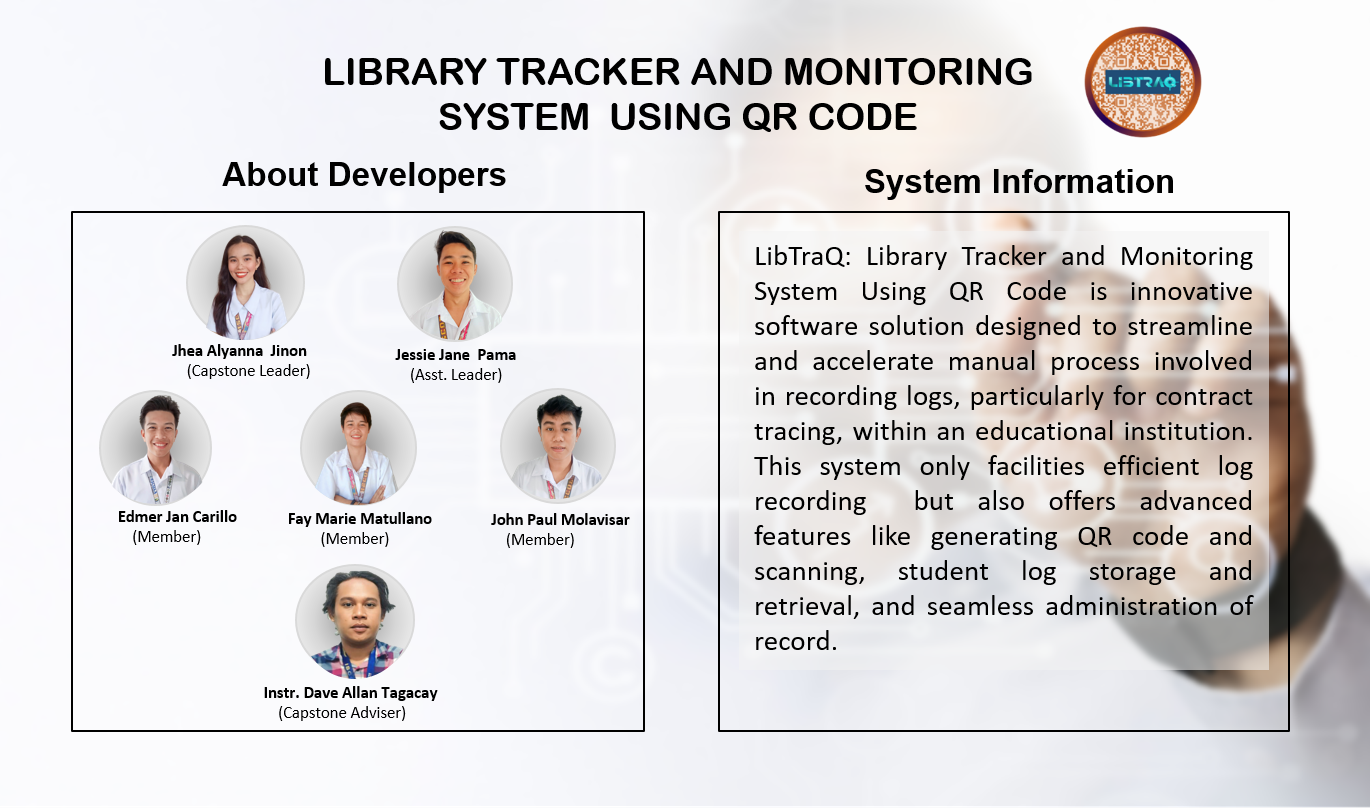 LIBRARY TRACKER AND MONITORING
SYSTEM USING QR CODE
LIBTRAQ
About Developers
Jhea Alyanna Jinon
(Capstone Leader)
Jessie Jane Pama
(Asst. Leader)
Edmer Jan Carillo
(Member)
Fay Marie Matullano
(Member)
John Paul Molavisar
(Member)
Instr. Dave Allan Tagacay
(Capstone Adviser)
System Information
LibTraQ: Library Tracker and Monitoring
System Using QR Code is innovative
software solution designed to streamline
and accelerate manual process involved
in recording logs, particularly for contract
tracing, within an educational institution.
This system only facilities efficient log
recording but also offers advanced
features like generating QR code and
scanning, student log storage and
retrieval, and seamless administration of
record.